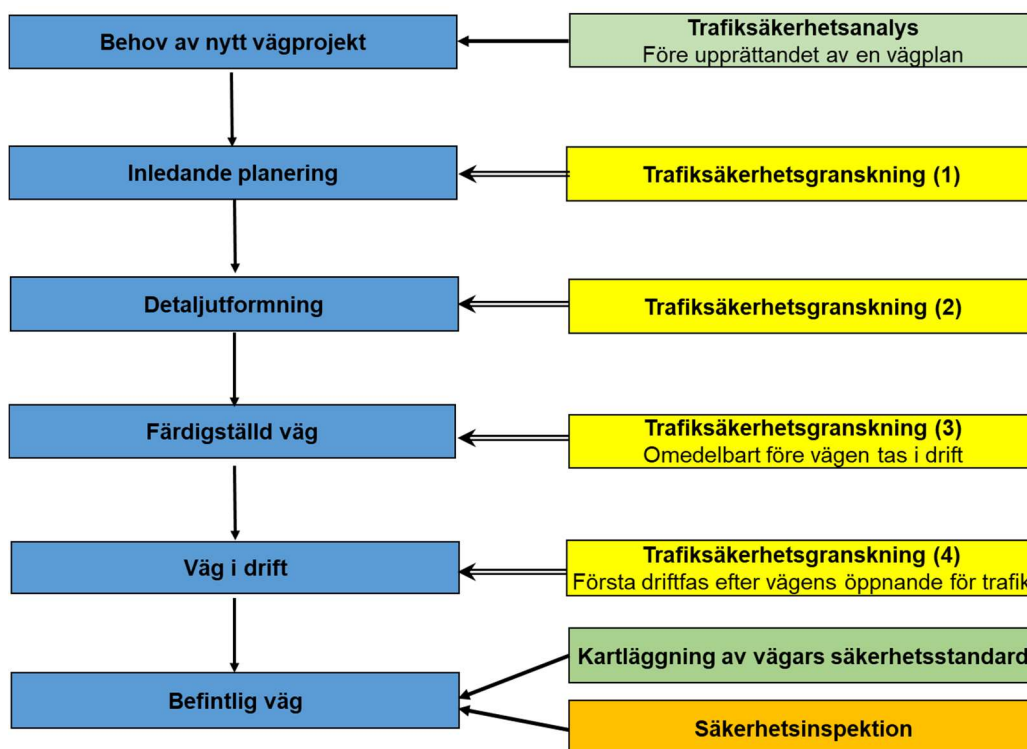 Behov av nytt vägprojekt
Trafiksäkerhetsanalys
Före upprättandet av en vägplan
Inledande planering
Trafiksäkerhetsgranskning (1)
Detaljutformning
Trafiksäkerhetsgranskning (2)
Färdigställd väg
Trafiksäkerhetsgranskning (3)
Omedelbart före vägen tas i drift
Väg i drift
Trafiksäkerhetsgranskning (4)
Första driftfas efter vägens öppnande för trafik
Kartläggning av vägars säkerhetsstandard
Befintlig väg
Säkerhetsinspektion